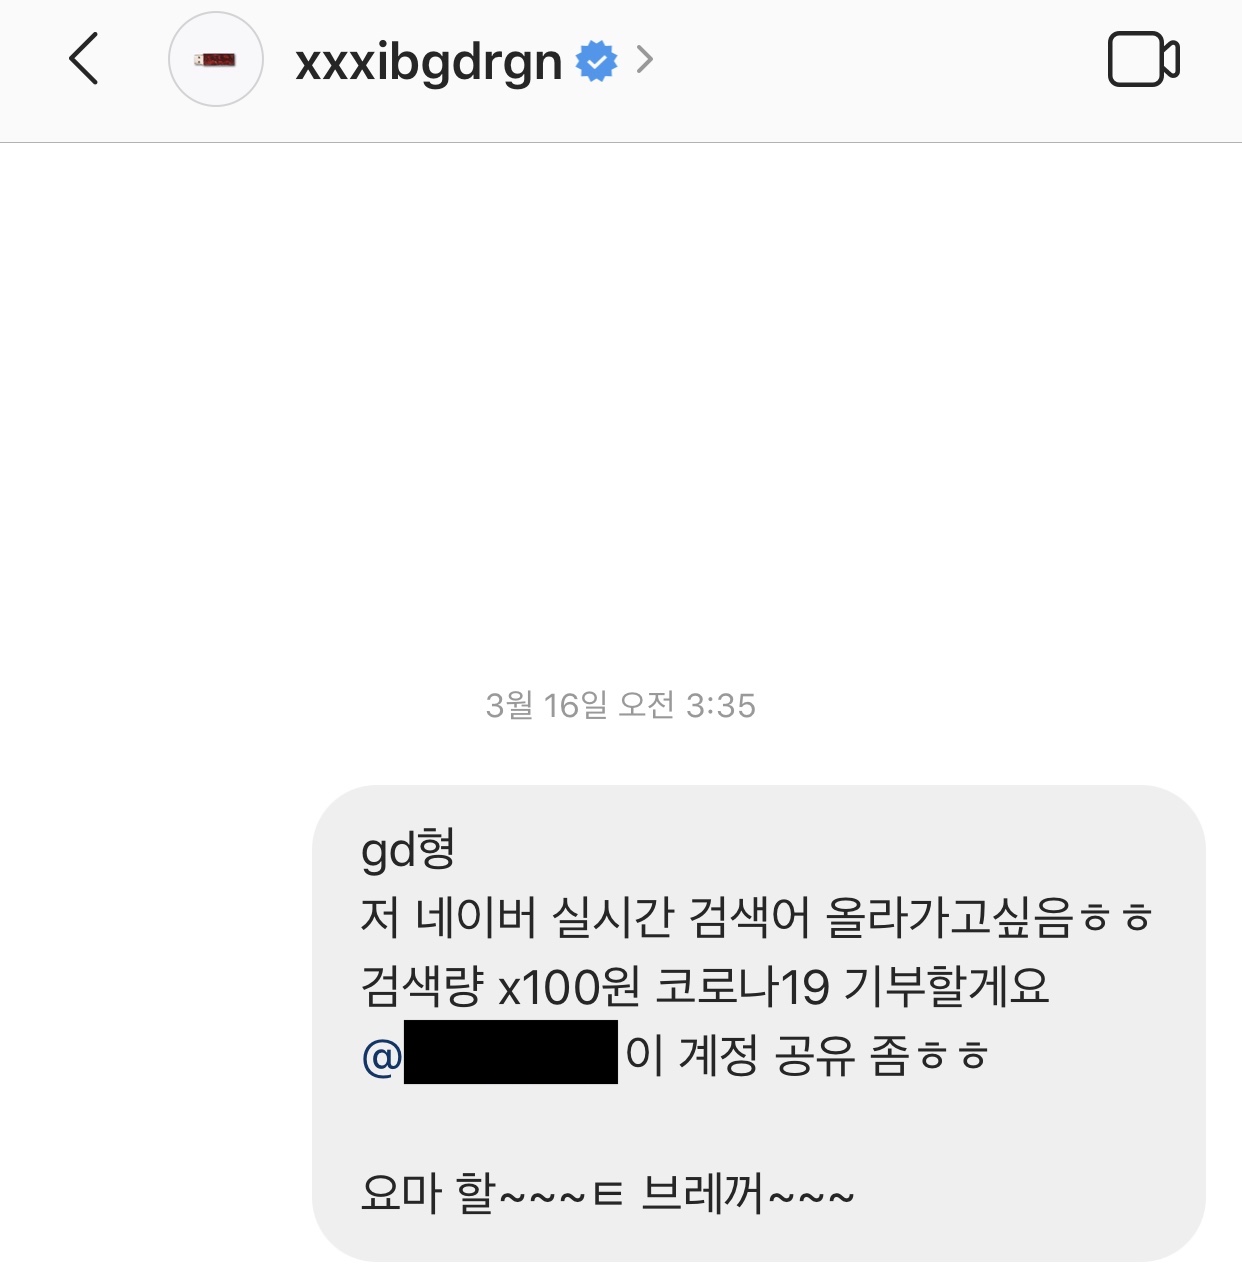 xxxibgdrgn
3월 16일 오전 3:35
gd형
저 네이버 실시간 검색어 올라가고싶음ㅎㅎ
검색량 x100원 코로나19 기부할게요
@이 계정 공유 좀ㅎㅎ
요마 할~~~ㅌ 브레꺼~~~